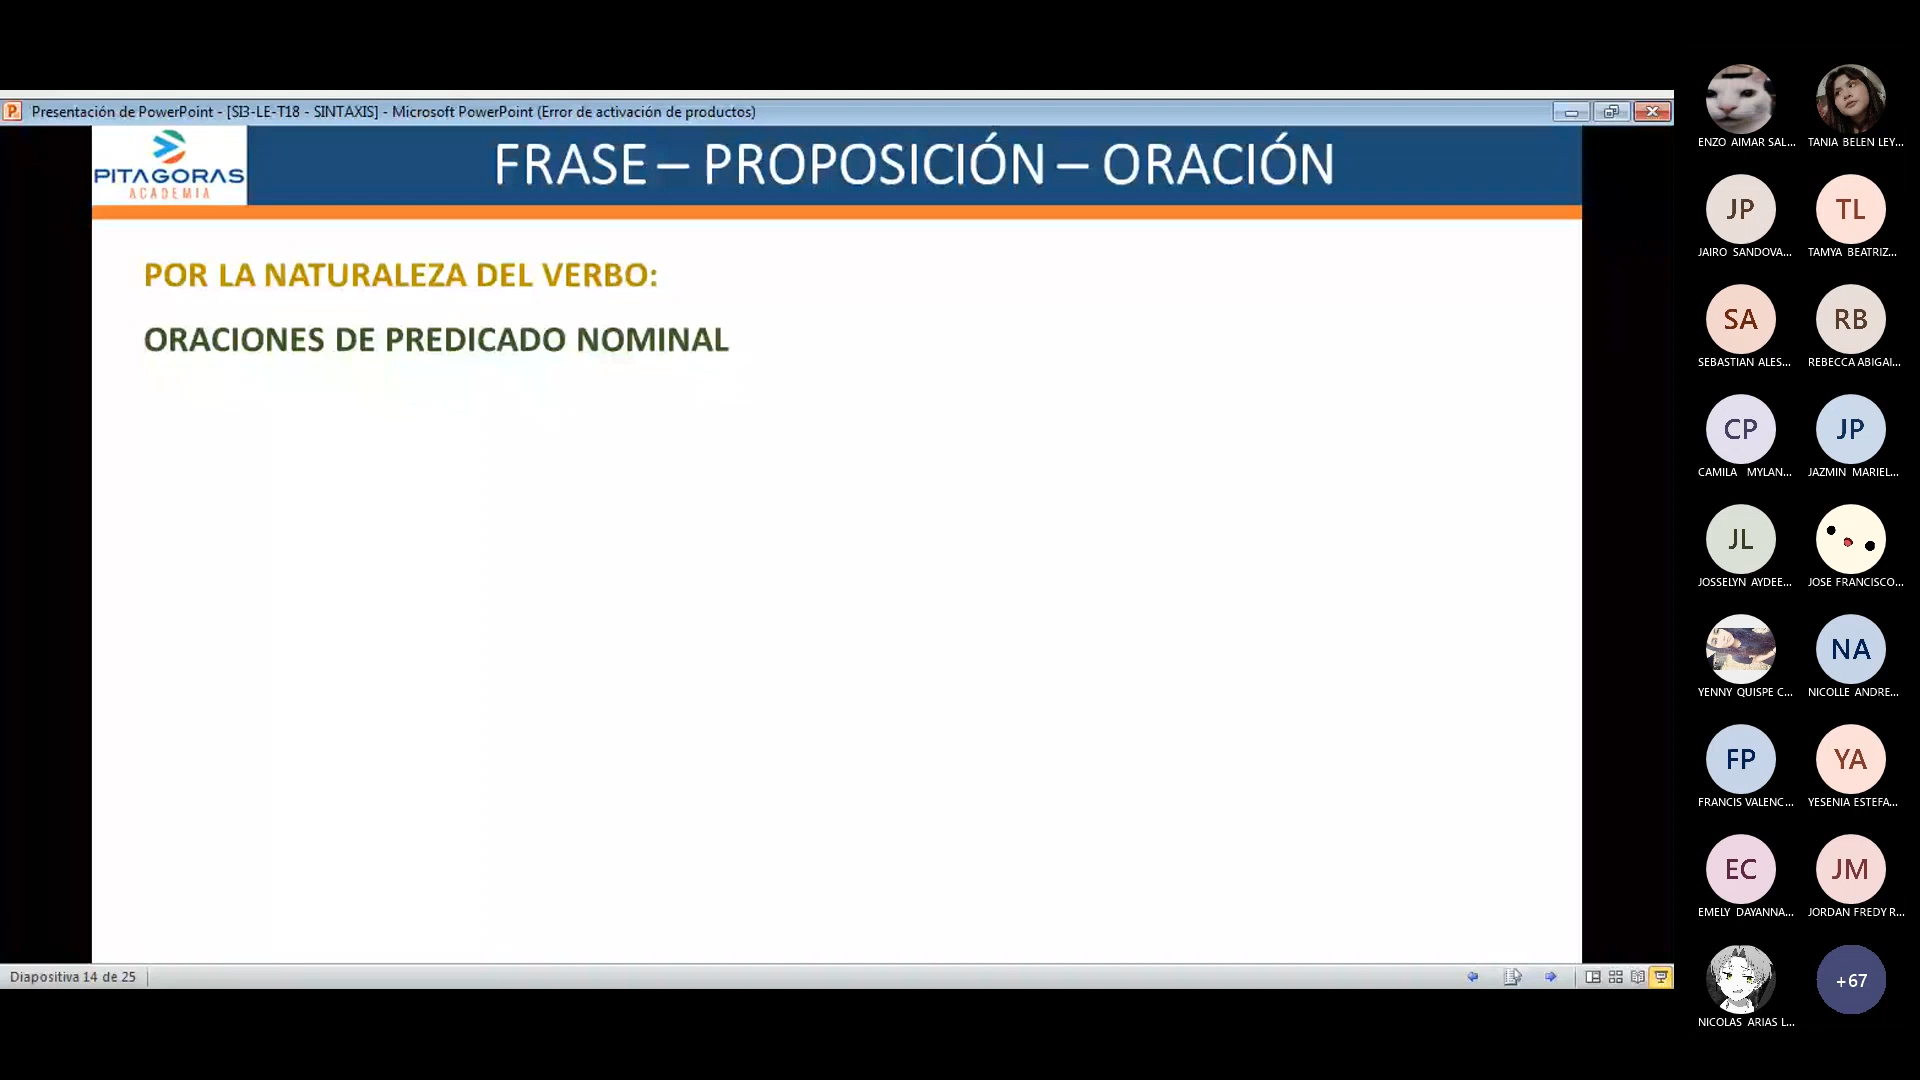 Presentación de PowerPoint - [SI3-LE-T18 - SINTAXIS] - Microsoft PowerPoint (Error de activación de productos)
PITAGORAS
ACADEMIA
FRASE – PROPOSICIÓN – ORACIÓN
POR LA NATURALEZA DEL VERBO:
ORACIONES DE PREDICADO NOMINAL
Diapositiva 14 de 25
ENZO AIMAR SAL...
TANIA BELEN LEY...
JP
JAIRO SANDOVA...
TL
TAMYA BEATRIZ...
SA
SEBASTIAN ALES...
RB
REBECCA ABIGAI...
CP
CAMILA MYLAN...
JP
JAZMIN MARIEL...
JL
JOSSELYN AYDEE...
JOSE FRANCISCO...
YENNY QUISPE C...
NA
NICOLLE ANDRE...
FP
FRANCIS VALENC...
YA
YESENIA ESTEFA...
EC
EMELY DAYANNA...
JM
JORDAN FREDY R...
NICOLAS ARIAS L...
+67